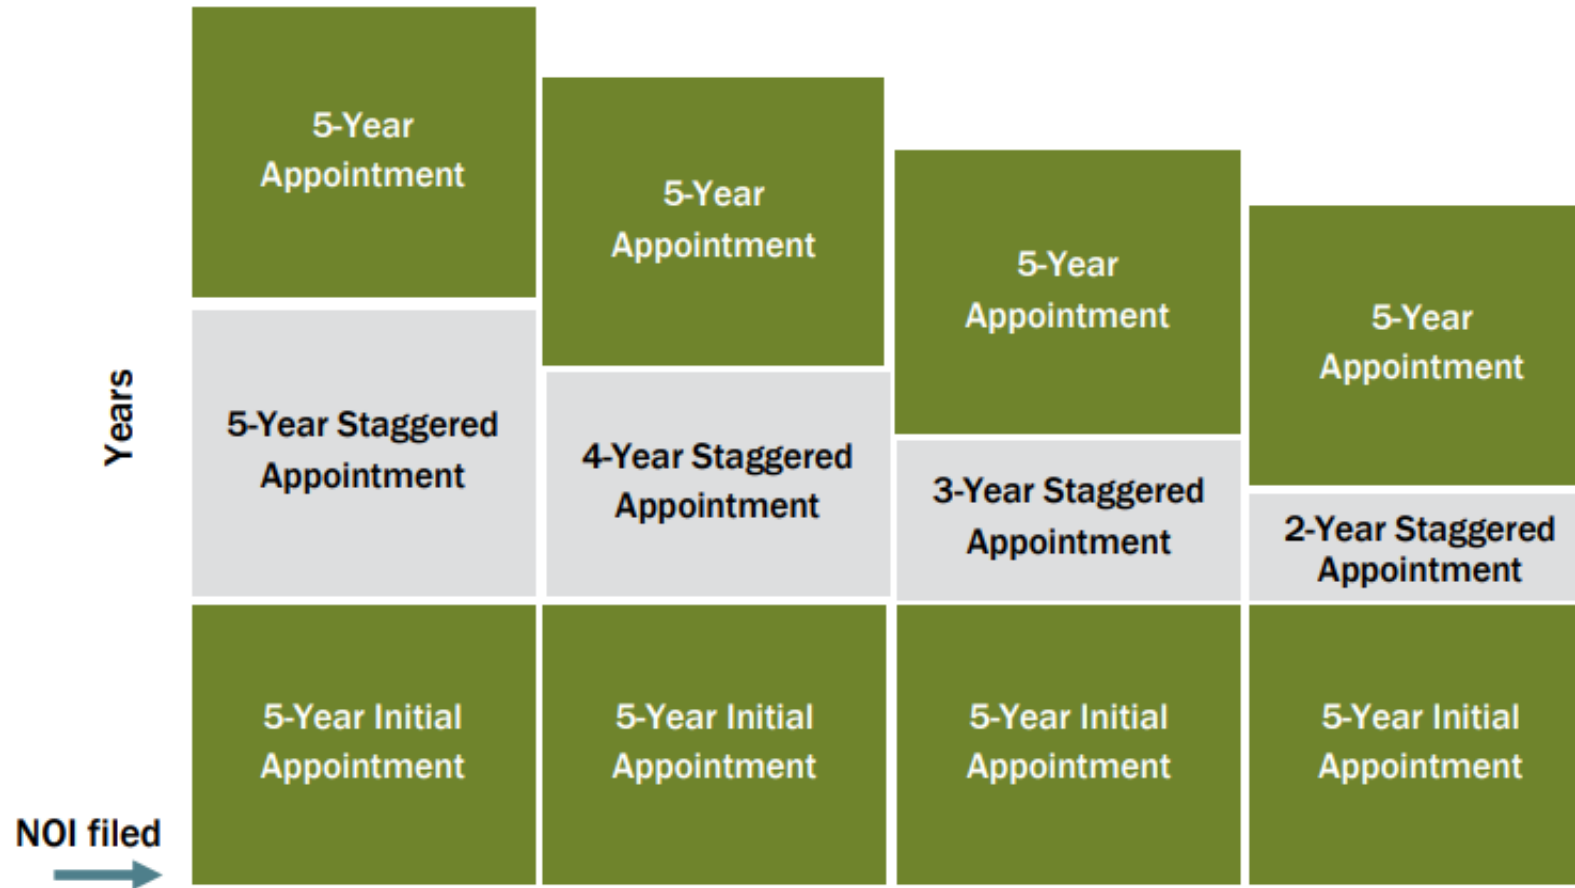 5-Year
Appointment
5-Year
Appointment
5-Year
Appointment
5-Year
Appointment
Years
5-Year Staggered
Appointment
4-Year Staggered
Appointment
3-Year Staggered
Appointment
2-Year Staggered
Appointment
5-Year Initial
Appointment
5-Year Initial
Appointment
5-Year Initial
Appointment
5-Year Initial
Appointment
NOI filed